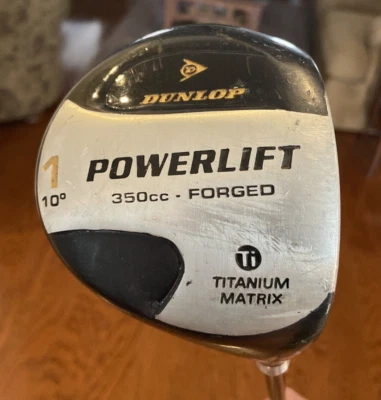 DUNLOP
1
10°
POWERLIFT
350cc - FORGED
Ti
TITANIUM
MATRIX